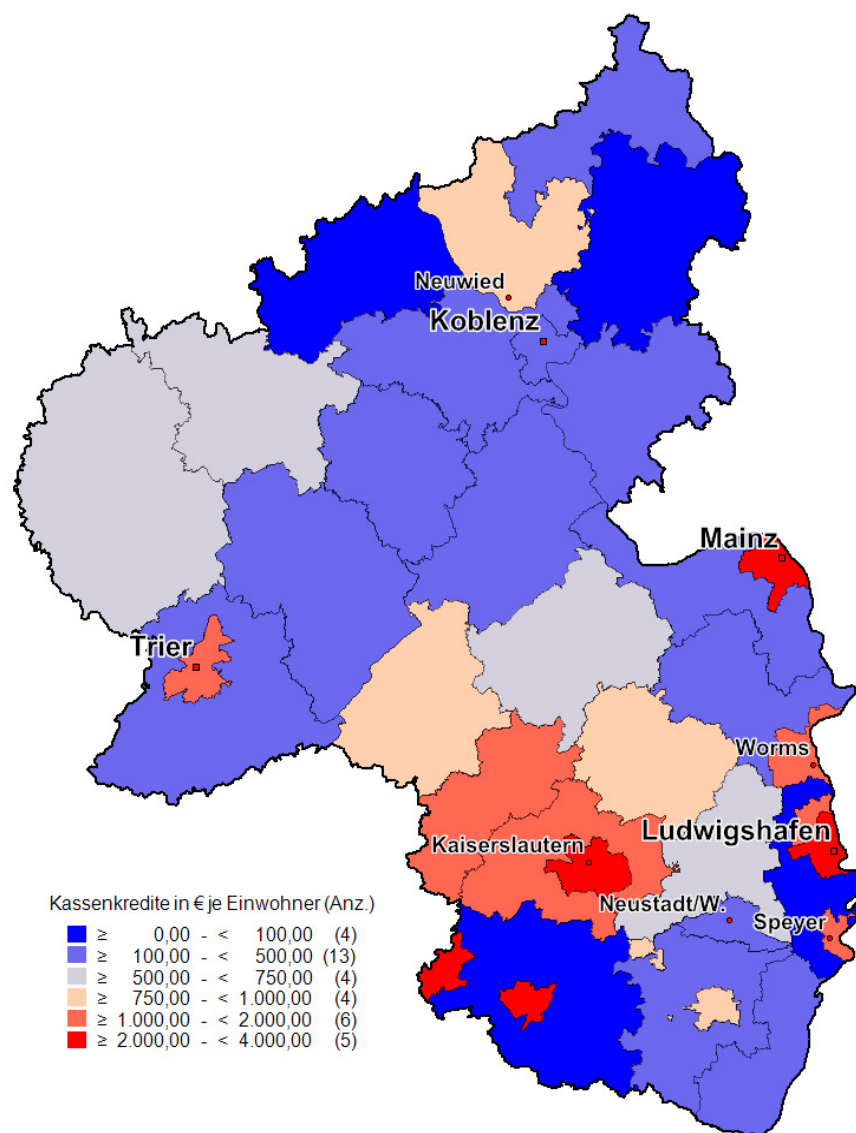 Neuwied
Koblenz
Mainz
Trier
Worms
Ludwigshafen
Kaiserslautern
Neustadt/W.
Speyer
Kassenkredite in € je Einwohner (Anz.)
≥ 0,00 - < 100,00 (4)
≥ 100,00 - < 500,00 (13)
≥ 500,00 - < 750,00 (4)
≥ 750,00 - < 1.000,00 (4)
≥ 1.000,00 - < 2.000,00 (6)
≥ 2.000,00 - < 4.000,00 (5)